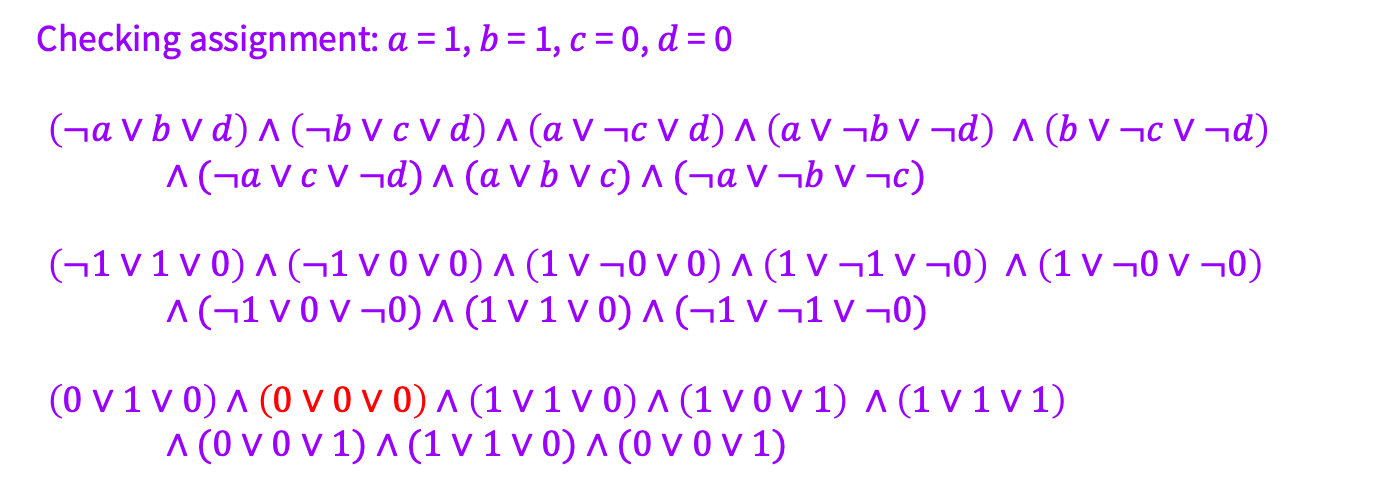 Checking assignment: a = 1, b = 1, c = 0, d = 0
(¬a ∨ b ∨ d) ∧ (¬b ∨ c ∨ d) ∧ (a ∨ ¬c ∨ d) ∧ (a ∨ ¬b ∨ ¬d) ∧ (b ∨ ¬c ∨ ¬d)
∧ (¬a ∨ c ∨ ¬d) ∧ (a ∨ b ∨ c) ∧ (¬a ∨ ¬b ∨ ¬c)
(¬1 ∨ 1 ∨ 0) ∧ (¬1 ∨ 0 ∨ 0) ∧ (1 ∨ ¬0 ∨ 0) ∧ (1 ∨ ¬1 ∨ ¬0) ∧ (1 ∨ ¬0 ∨ ¬0)
∧ (¬1 ∨ 0 ∨ ¬0) ∧ (1 ∨ 1 ∨ 0) ∧ (¬1 ∨ ¬1 ∨ ¬0)
(0 ∨ 1 ∨ 0) ∧ (0 ∨ 0 ∨ 0) ∧ (1 ∨ 1 ∨ 0) ∧ (1 ∨ 0 ∨ 1) ∧ (1 ∨ 1 ∨ 1)
∧ (0 ∨ 0 ∨ 1) ∧ (1 ∨ 1 ∨ 0) ∧ (0 ∨ 0 ∨ 1)